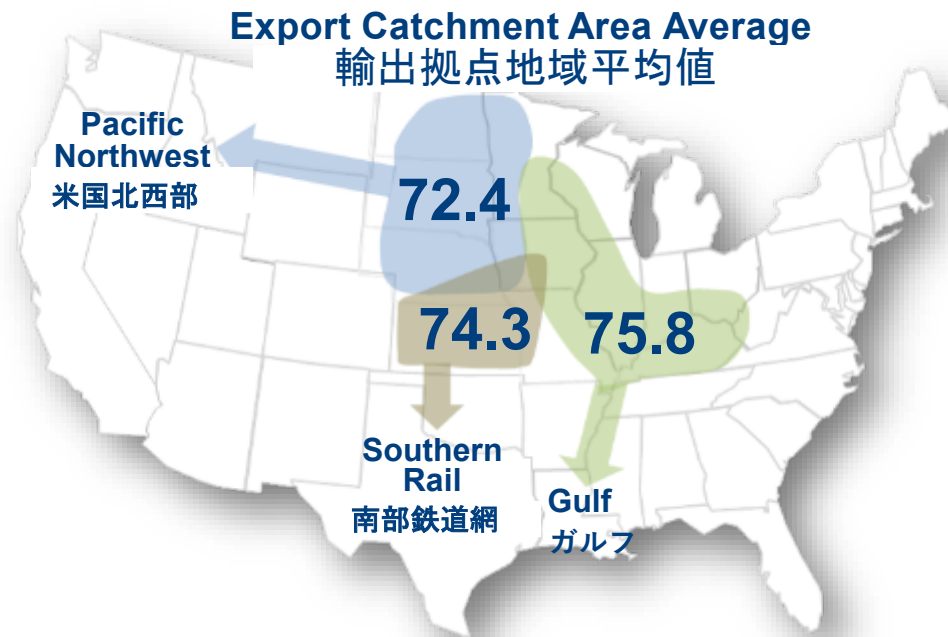 Export Catchment Area Average
輸出拠点地域平均値
Pacific
Northwest
米国北西部
72.4
74.3
75.8
Southern
Rail
南部鉄道網
Gulf
ガルフ